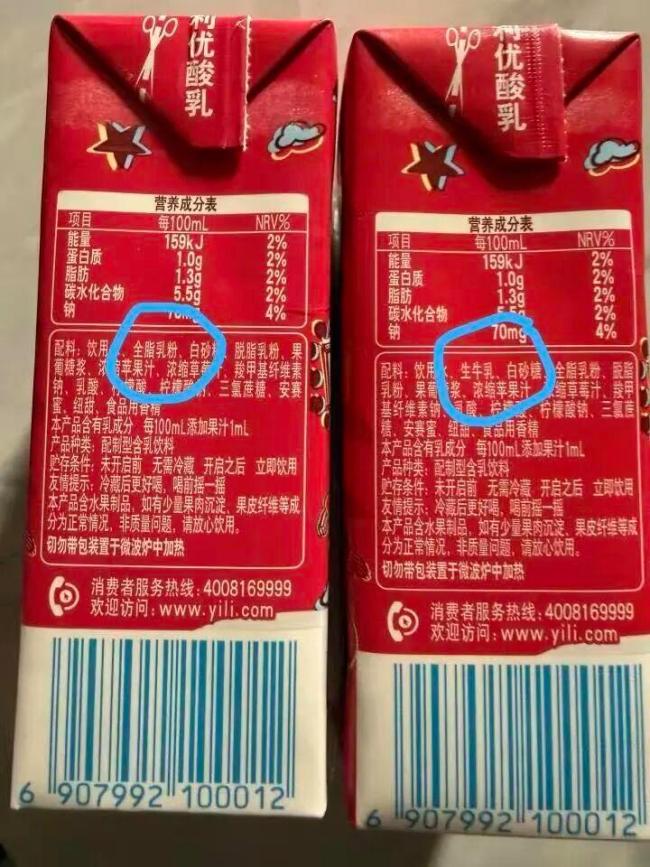 利优酸乳
营养成分表
项目 每100mL NRV%
能量 159kJ 2%
蛋白质 1.0g 2%
脂肪 1.3g 2%
碳水化合物 5.5g 2%
钠 70mg 4%
配料：饮用水、全脂乳粉、白砂糖、脱脂乳粉、果
葡糖浆、浓缩苹果汁、浓缩草莓汁、羧甲基纤维素
钠、乳酸、柠檬酸、柠檬酸钠、三氯蔗糖、安赛
蜜、纽甜、食品用香精
本产品含有乳成分 每100mL添加果汁1mL
产品种类：配制型含乳饮料
贮存条件：未开启前 无需冷藏 开启之后 立即饮用
友情提示：冷藏后更好喝，喝前摇一摇
本产品含水果制品，如有少量果肉沉淀、果皮纤维等成
分为正常情况，非质量问题，请放心饮用。
切勿带包装置于微波炉中加热
消费者服务热线：4008169999
欢迎访问：www.yili.com
6 907992 100012
利优酸乳
营养成分表
项目 每100mL NRV%
能量 159kJ 2%
蛋白质 1.0g 2%
脂肪 1.3g 2%
碳水化合物 5.5g 2%
钠 70mg 4%
配料：饮用水、生牛乳、白砂糖、全脂乳粉、脱脂
乳粉、果葡糖浆、浓缩苹果汁、浓缩草莓汁、羧甲
基纤维素钠、乳酸、柠檬酸、柠檬酸钠、三氯蔗
糖、安赛蜜、纽甜、食品用香精
本产品含有乳成分 每100mL添加果汁1mL
产品种类：配制型含乳饮料
贮存条件：未开启前 无需冷藏 开启之后 立即饮用
友情提示：冷藏后更好喝，喝前摇一摇
本产品含水果制品，如有少量果肉沉淀、果皮纤维等成
分为正常情况，非质量问题，请放心饮用。
切勿带包装置于微波炉中加热
消费者服务热线：4008169999
欢迎访问：www.yili.com
6 907992 100012